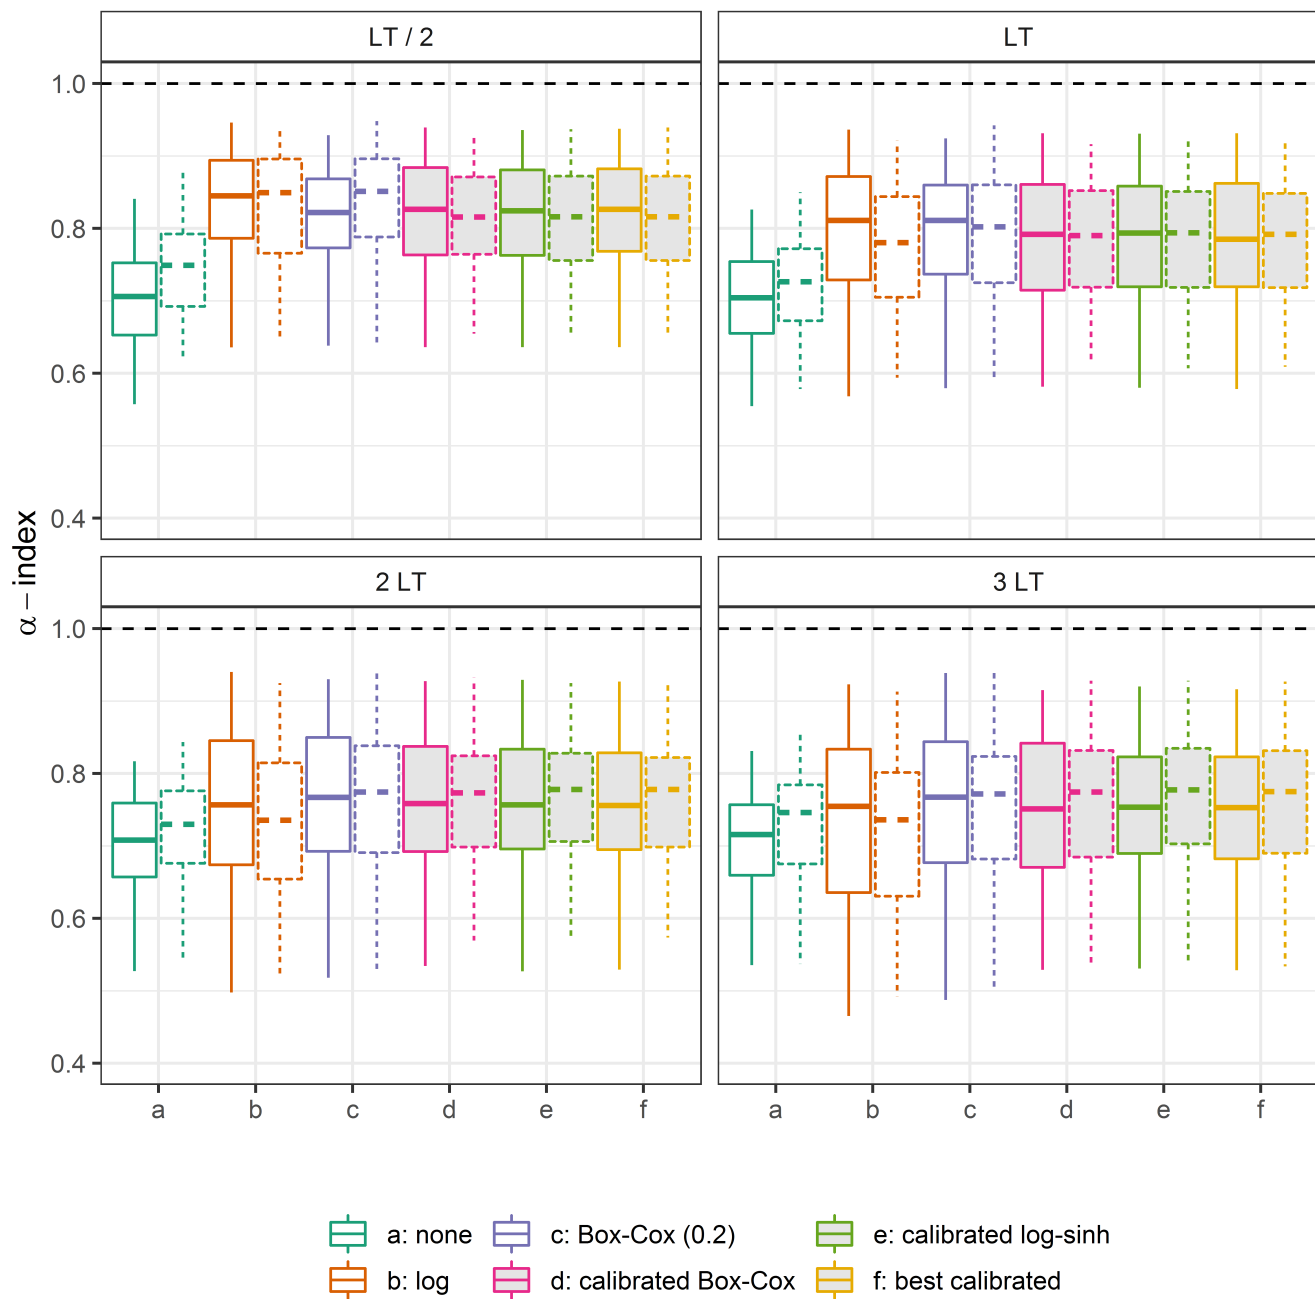 LT / 2
LT
1.0
0.8
0.6
0.4
α − index
2 LT
3 LT
1.0
0.8
0.6
0.4
a b c d e f
a b c d e f
a: none
c: Box-Cox (0.2)
e: calibrated log-sinh
b: log
d: calibrated Box-Cox
f: best calibrated